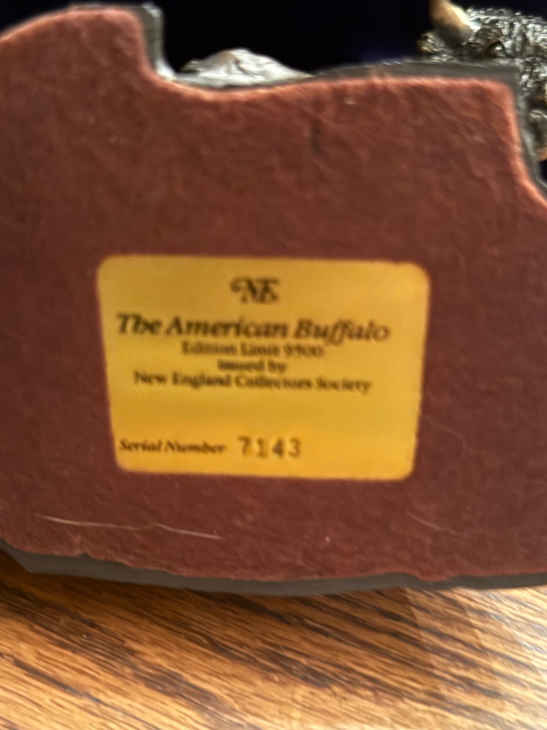 NE
The American Buffalo
Edition Limit 9500
issued by
New England Collectors Society
Serial Number 7143